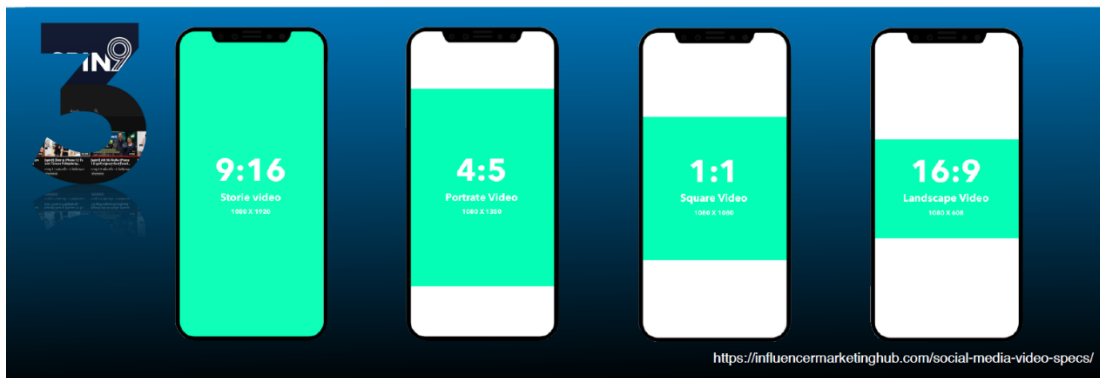 3
9:16
Storie video
1080 X 1920
4:5
Portrate Video
1080 X 1350
1:1
Square Video
1080 X 1080
16:9
Landscape Video
1080 X 608
https://influencermarketinghub.com/social-media-video-specs/